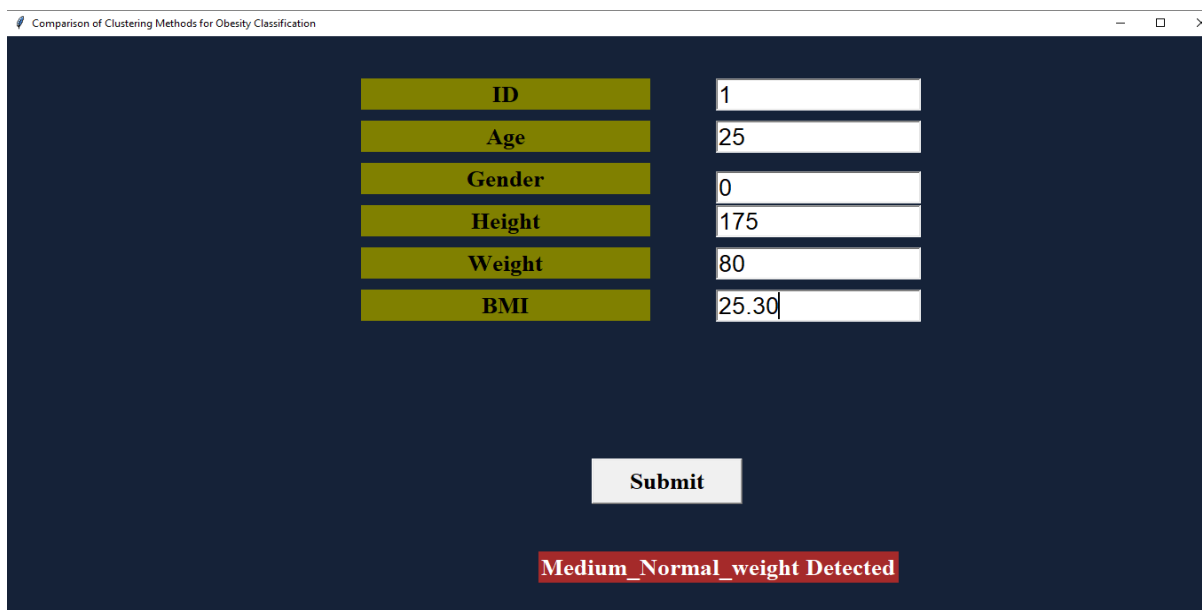 Comparison of Clustering Methods for Obesity Classification
ID 1
Age 25
Gender 0
Height 175
Weight 80
BMI 25.30
Submit
Medium_Normal_weight Detected